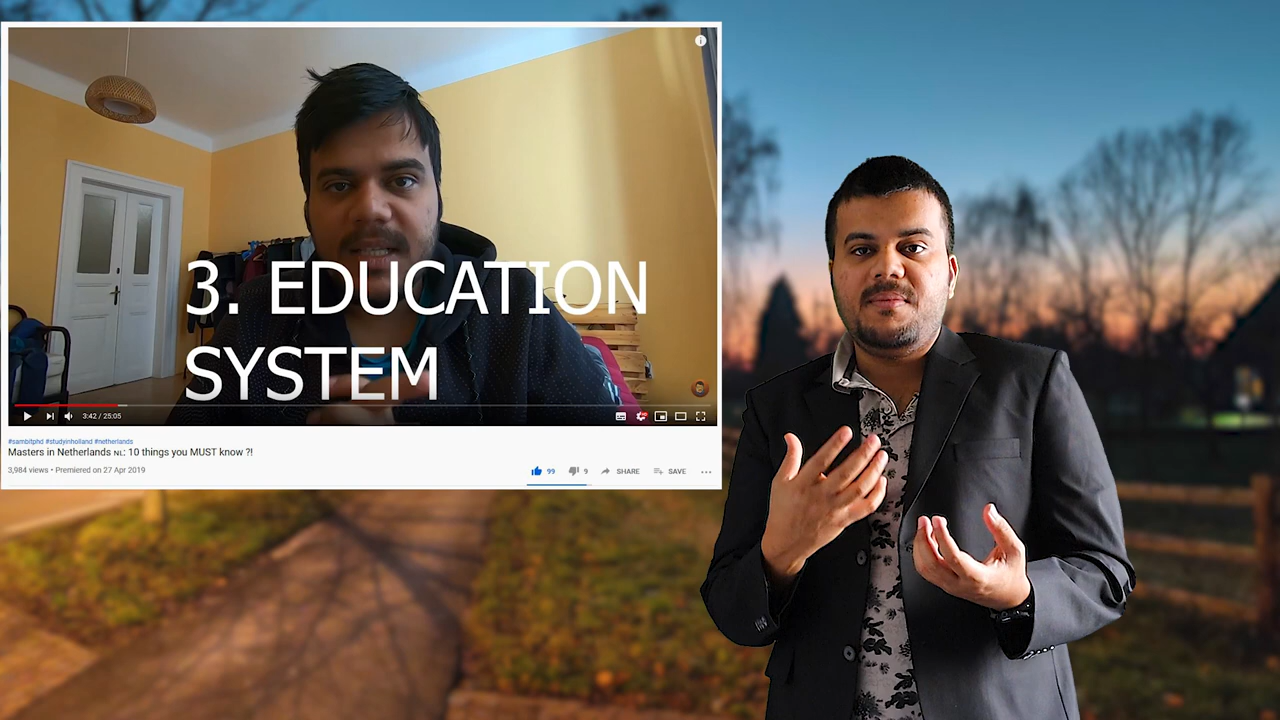 3. EDUCATION
SYSTEM
3:42 / 25:05
#sambitphd #studyinholland #netherlands
Masters in Netherlands NL: 10 things you MUST know ?!
3,984 views • Premiered on 27 Apr 2019
99
9
SHARE
SAVE